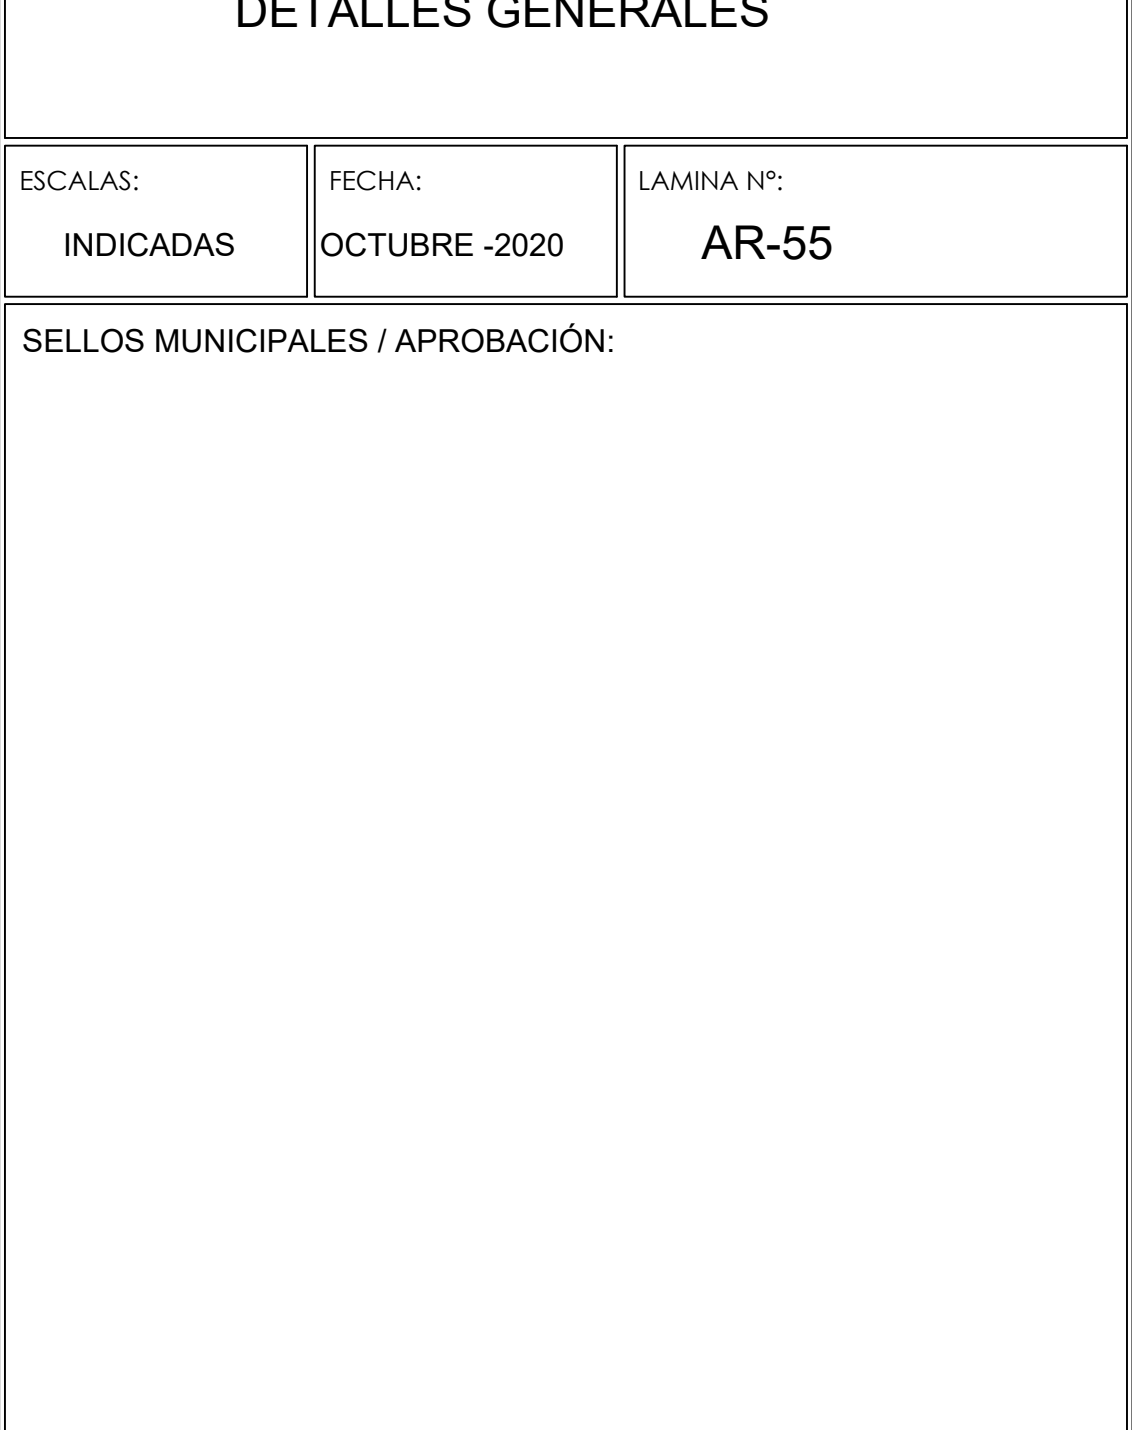 DETALLES GENERALES
ESCALAS:
INDICADAS
FECHA:
OCTUBRE -2020
LAMINA Nº:
AR-55
SELLOS MUNICIPALES / APROBACIÓN: